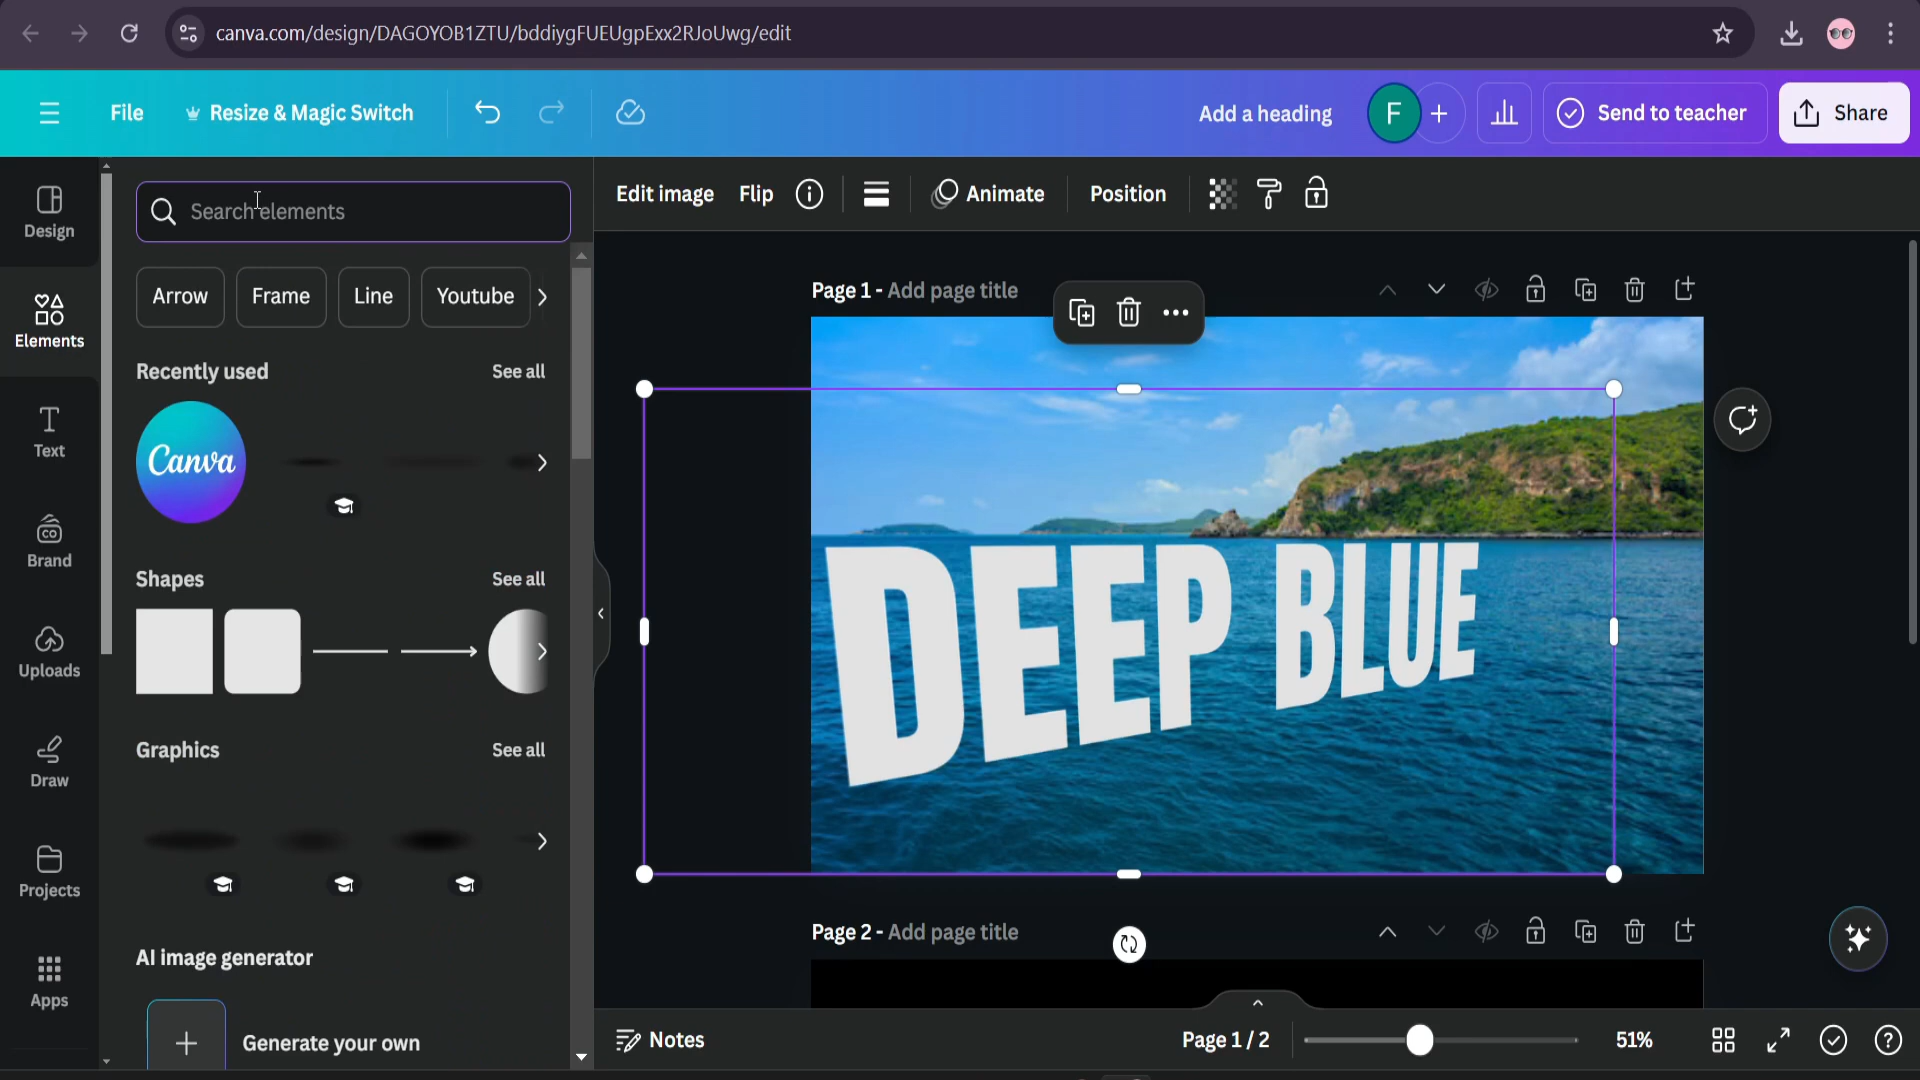 canva.com/design/DAGOYOB1ZTU/bddiygFUEUgpExx2RJoUwg/edit
File
Resize & Magic Switch
Add a heading
F
Send to teacher
Share
Design
Elements
Text
Brand
Uploads
Draw
Projects
Apps
Search elements
Arrow
Frame
Line
Youtube
Recently used
See all
Canva
Shapes
See all
Graphics
See all
AI image generator
Generate your own
Edit image
Flip
Animate
Position
Page 1 - Add page title
DEEP BLUE
Page 2 - Add page title
Notes
Page 1 / 2
51%